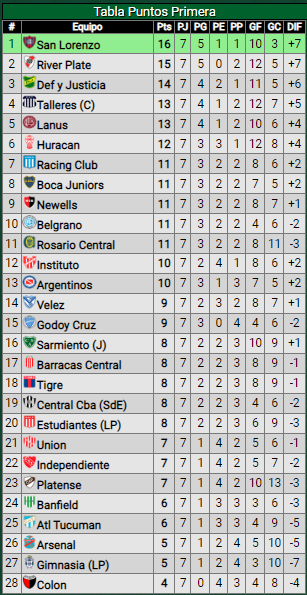 Tabla Puntos Primera
# Equipo Pts PJ PG PE PP GF GC DIF
1 San Lorenzo 16 7 5 1 1 10 3 +7
2 River Plate 15 7 5 0 2 12 5 +7
3 Def y Justicia 14 7 4 2 1 11 5 +6
4 Talleres (C) 13 7 4 1 2 12 7 +5
5 Lanus 13 7 4 1 2 10 6 +4
6 Huracan 12 7 3 3 1 12 8 +4
7 Racing Club 11 7 3 2 2 8 6 +2
8 Boca Juniors 11 7 3 2 2 7 5 +2
9 Newells 11 7 3 2 2 8 7 +1
10 Belgrano 11 7 3 2 2 4 6 -2
11 Rosario Central 11 7 3 2 2 8 11 -3
12 Instituto 10 7 2 4 1 8 6 +2
13 Argentinos 10 7 3 1 3 7 5 +2
14 Velez 9 7 2 3 2 8 7 +1
15 Godoy Cruz 9 7 3 0 4 4 6 -2
16 Sarmiento (J) 8 7 2 2 3 10 9 +1
17 Barracas Central 8 7 2 2 3 8 9 -1
18 Tigre 8 7 2 2 3 8 9 -1
19 Central Cba (SdE) 8 7 2 2 3 4 6 -2
20 Estudiantes (LP) 8 7 2 2 3 6 9 -3
21 Union 7 7 1 4 2 5 6 -1
22 Independiente 7 7 1 4 2 5 7 -2
23 Platense 7 7 2 1 4 10 13 -3
24 Banfield 6 7 1 3 3 3 6 -3
25 Atl Tucuman 6 7 1 3 3 4 9 -5
26 Arsenal 5 7 1 2 4 5 10 -5
27 Gimnasia (LP) 5 7 1 2 4 3 10 -7
28 Colon 4 7 0 4 3 4 8 -4